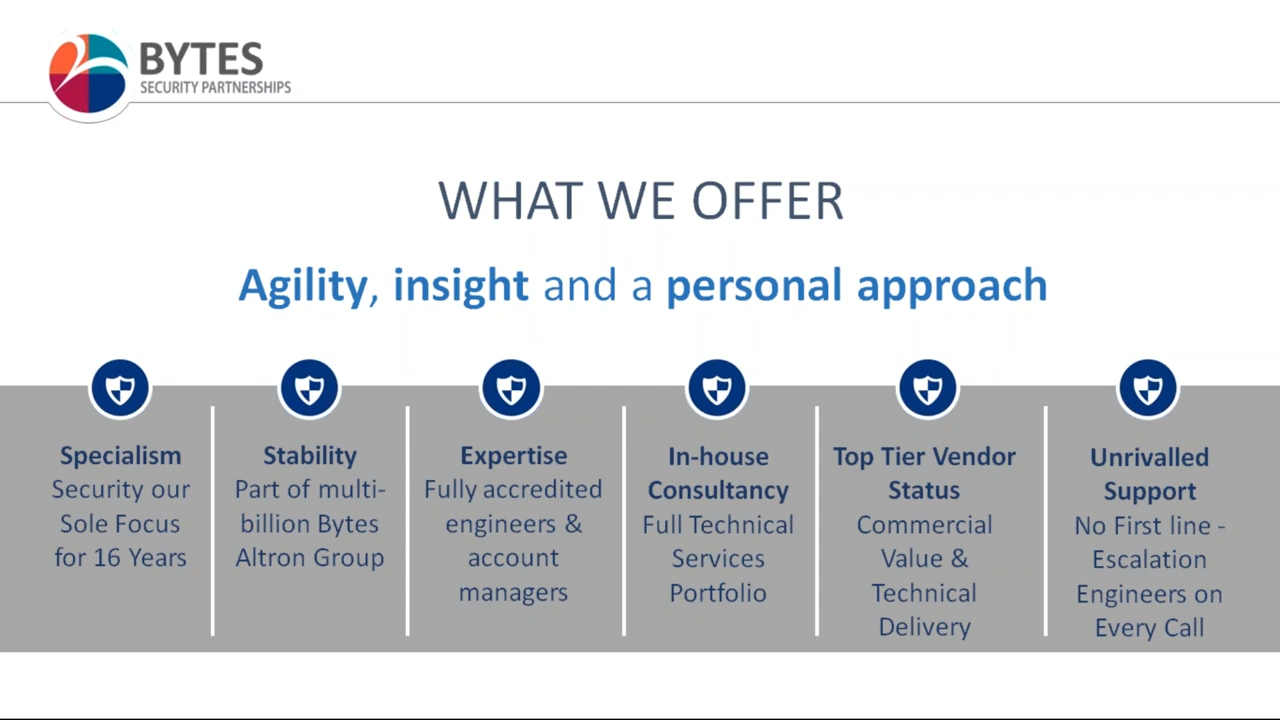 BYTES
SECURITY PARTNERSHIPS
WHAT WE OFFER
Agility, insight and a personal approach
Specialism
Security our
Sole Focus
for 16 Years
Stability
Part of multi-
billion Bytes
Altron Group
Expertise
Fully accredited
engineers &
account
managers
In-house
Consultancy
Full Technical
Services
Portfolio
Top Tier Vendor
Status
Commercial
Value &
Technical
Delivery
Unrivalled
Support
No First line -
Escalation
Engineers on
Every Call